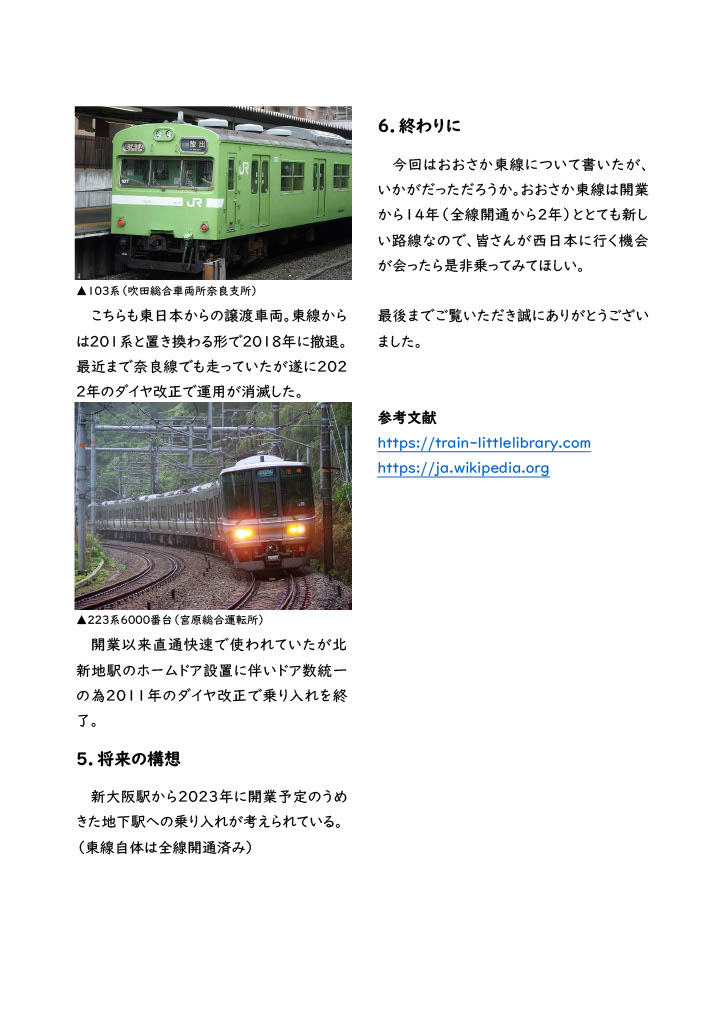 放出
JR
JR
▲103系（吹田総合車両所奈良支所）
こちらも東日本からの譲渡車両。東線から
は201系と置き換わる形で2018年に撤退。
最近まで奈良線でも走っていたが遂に202
2年のダイヤ改正で運用が消滅した。
▲223系6000番台（宮原総合運転所）
開業以来直通快速で使われていたが北
新地駅のホームドア設置に伴いドア数統一
の為2011年のダイヤ改正で乗り入れを終
了。
5．将来の構想
新大阪駅から2023年に開業予定のうめ
きた地下駅への乗り入れが考えられている。
（東線自体は全線開通済み）
6．終わりに
今回はおおさか東線について書いたが、
いかがだっただろうか。おおさか東線は開業
から14年（全線開通から2年）ととても新し
い路線なので、皆さんが西日本に行く機会
が会ったら是非乗ってみてほしい。
最後までご覧いただき誠にありがとうござい
ました。
参考文献
https://train-littlelibrary.com
https://ja.wikipedia.org